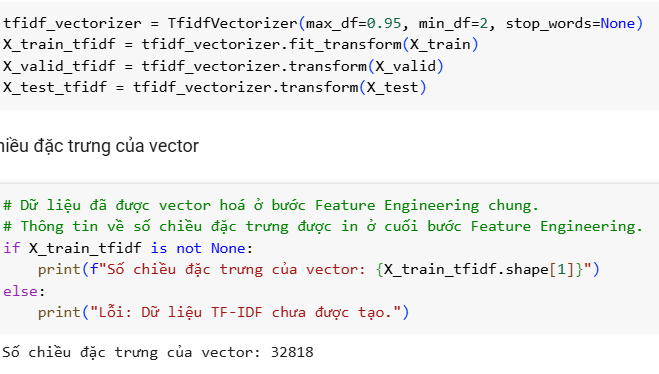 tfidf_vectorizer = TfidfVectorizer(max_df=0.95, min_df=2, stop_words=None)
X_train_tfidf = tfidf_vectorizer.fit_transform(X_train)
X_valid_tfidf = tfidf_vectorizer.transform(X_valid)
X_test_tfidf = tfidf_vectorizer.transform(X_test)
hiều đặc trưng của vector
# Dữ liệu đã được vector hoá ở bước Feature Engineering chung.
# Thông tin về số chiều đặc trưng được in ở cuối bước Feature Engineering.
if X_train_tfidf is not None:
    print(f"Số chiều đặc trưng của vector: {X_train_tfidf.shape[1]}")
else:
    print("Lỗi: Dữ liệu TF-IDF chưa được tạo.")
Số chiều đặc trưng của vector: 32818